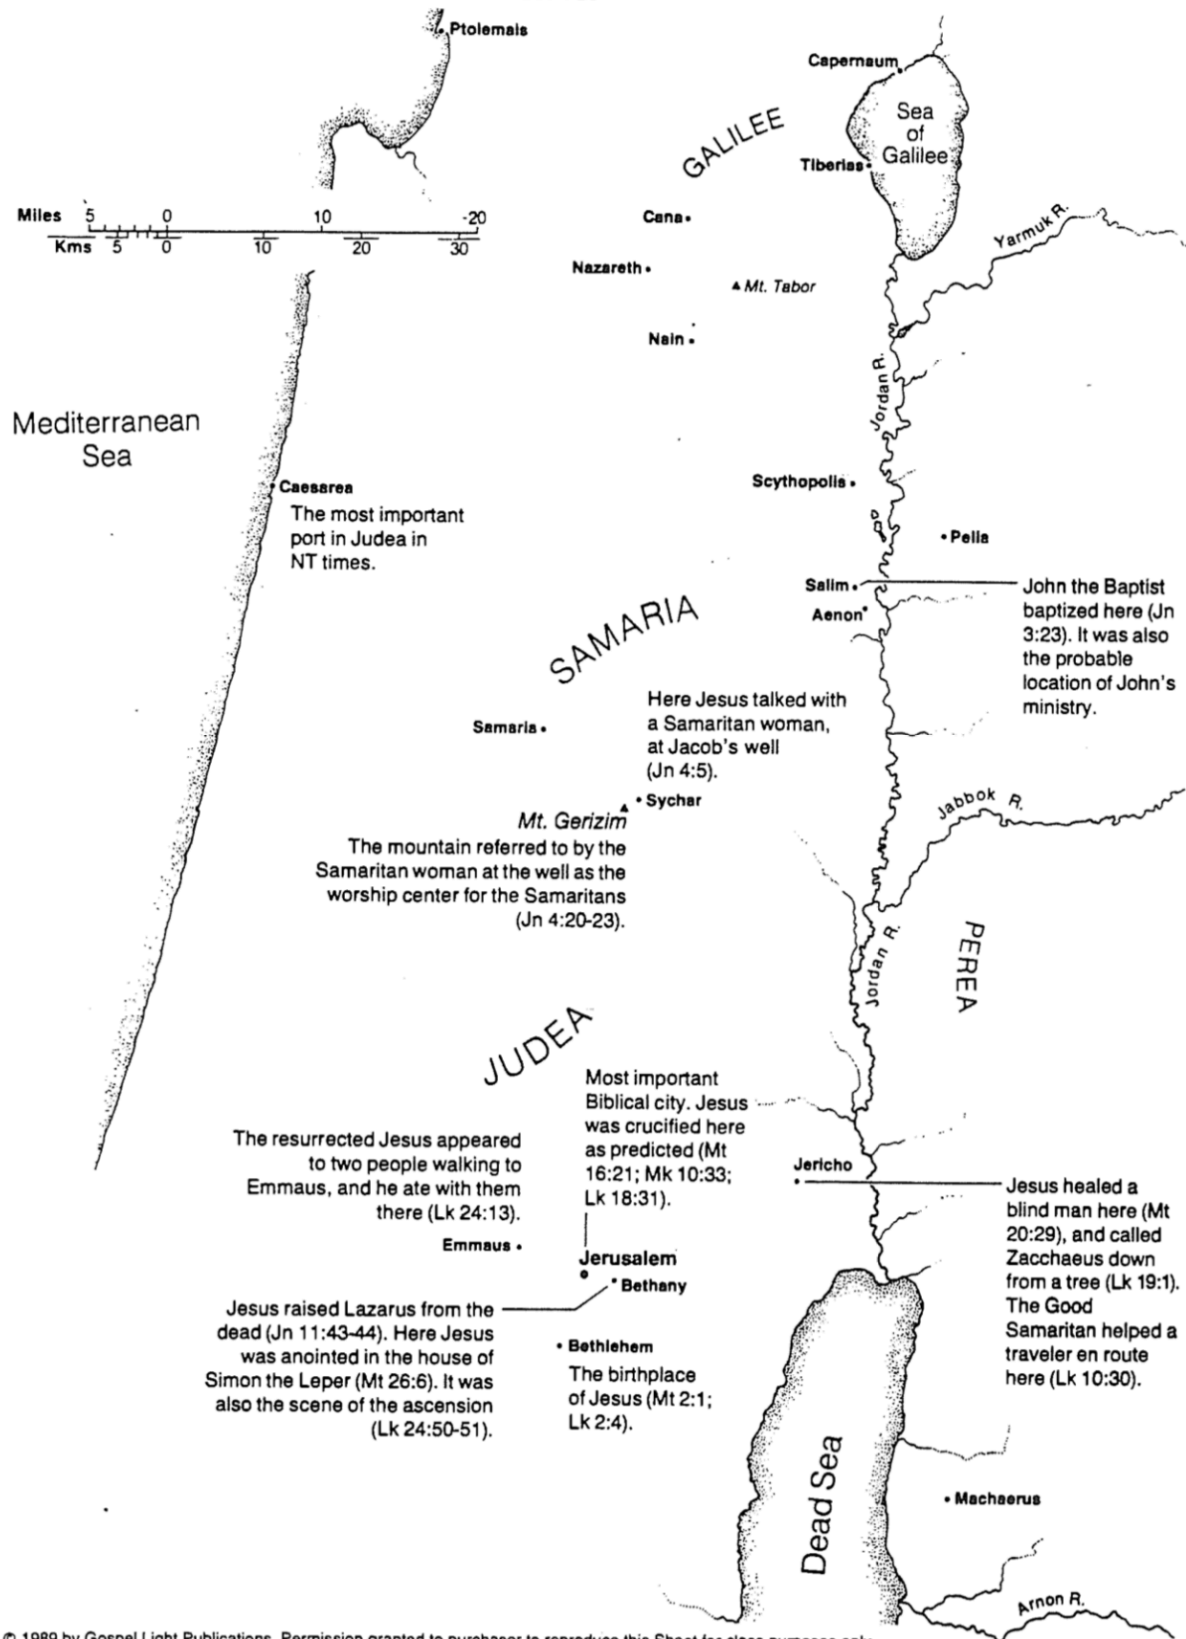 Ptolemais
Capernaum
Sea
of
Galilee
GALILEE
Tiberias
Miles 5 0 10 -20
Kms 5 0 10 20 30
Cana
Yarmuk R.
Nazareth
Mt. Tabor
Nain
Jordan R.
Mediterranean
Sea
Scythopolis
Caesarea
The most important
port in Judea in
NT times.
Pella
Salim
Aenon
John the Baptist
baptized here (Jn
3:23). It was also
the probable
location of John's
ministry.
SAMARIA
Here Jesus talked with
a Samaritan woman,
at Jacob's well
(Jn 4:5).
Samaria
Sychar
Mt. Gerizim
The mountain referred to by the
Samaritan woman at the well as the
worship center for the Samaritans
(Jn 4:20-23).
Jabbok R.
Jordan R.
PEREA
JUDEA
Most important
Biblical city. Jesus
was crucified here
as predicted (Mt
16:21; Mk 10:33;
Lk 18:31).
The resurrected Jesus appeared
to two people walking to
Emmaus, and he ate with them
there (Lk 24:13).
Jericho
Jesus healed a
blind man here (Mt
20:29), and called
Zacchaeus down
from a tree (Lk 19:1).
The Good
Samaritan helped a
traveler en route
here (Lk 10:30).
Emmaus
Jerusalem
Bethany
Jesus raised Lazarus from the
dead (Jn 11:43-44). Here Jesus
was anointed in the house of
Simon the Leper (Mt 26:6). It was
also the scene of the ascension
(Lk 24:50-51).
Bethlehem
The birthplace
of Jesus (Mt 2:1;
Lk 2:4).
Dead Sea
Machaerus
Arnon R.
© 1989 by Gospel Light Publications. Permission granted to purchaser to reproduce this Sheet for class purposes only.